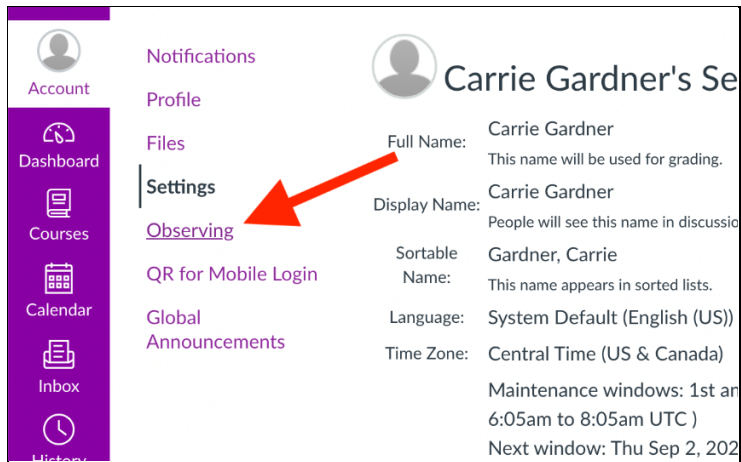 Account
Dashboard
Courses
Calendar
Inbox
History
Notifications
Profile
Files
Settings
Observing
QR for Mobile Login
Global
Announcements
Carrie Gardner's Se
Full Name:
Carrie Gardner
This name will be used for grading.
Display Name:
Carrie Gardner
People will see this name in discussio
Sortable
Name:
Gardner, Carrie
This name appears in sorted lists.
Language:
System Default (English (US))
Time Zone:
Central Time (US & Canada)
Maintenance windows: 1st an
6:05am to 8:05am UTC )
Next window: Thu Sep 2, 202